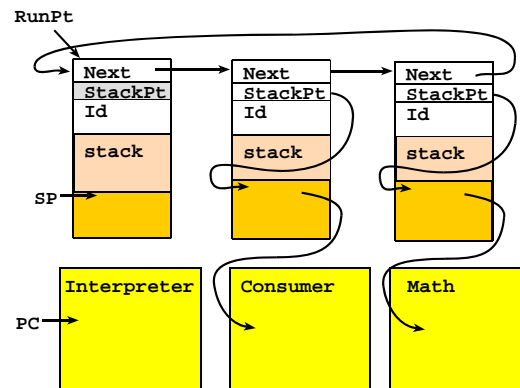 RunPt
Next
StackPt
Id
stack
SP
Next
StackPt
Id
stack
Next
StackPt
Id
stack
Interpreter
PC
Consumer
Math